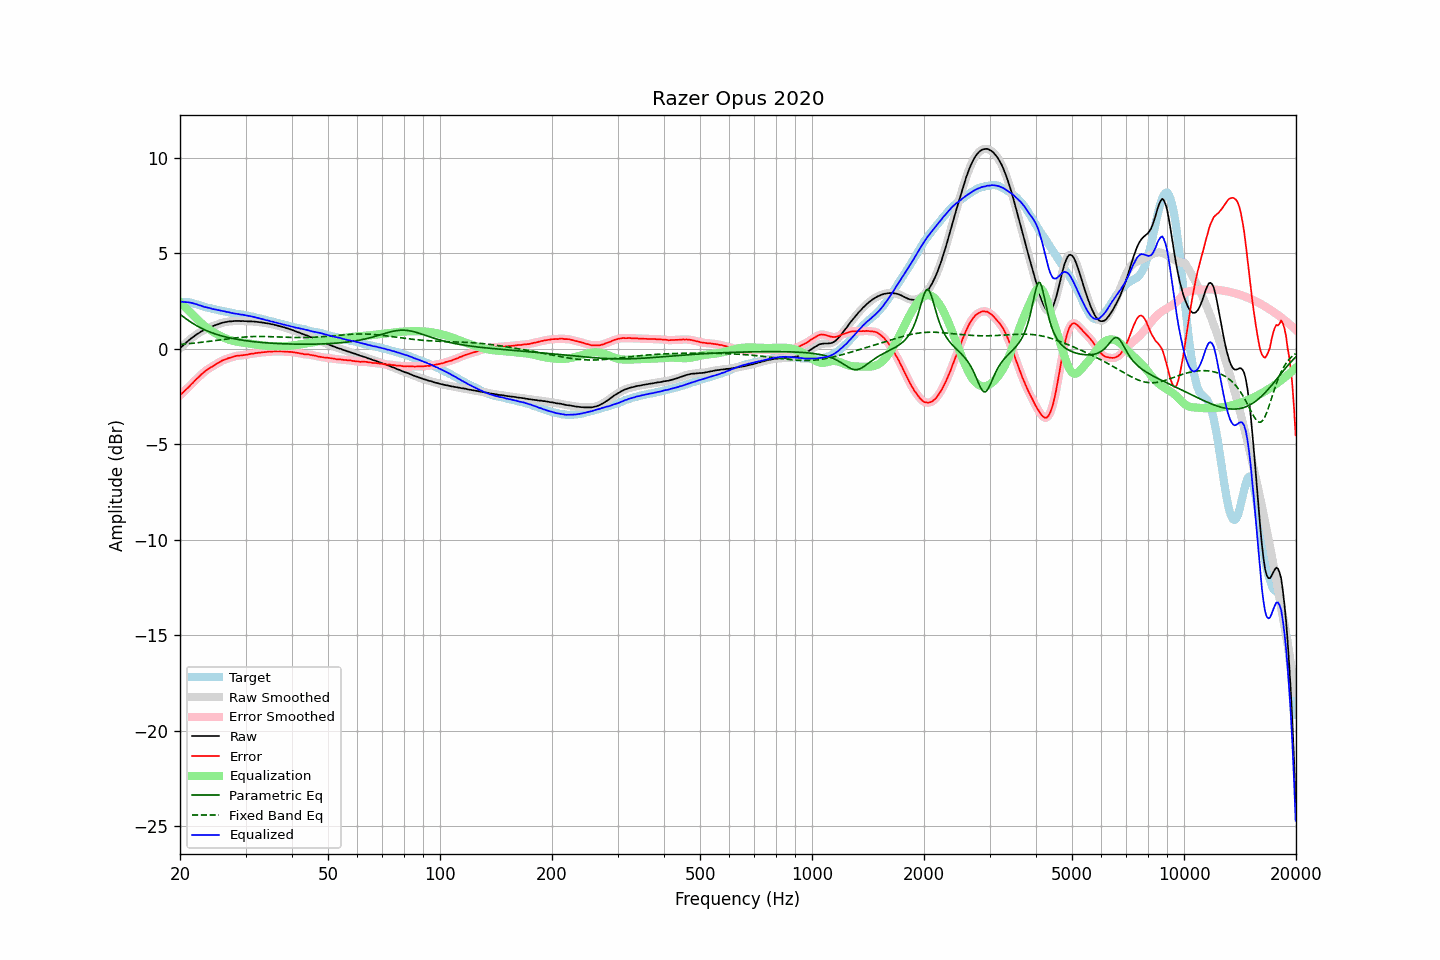 Razer Opus 2020
Amplitude (dBr)
10
5
0
−5
−10
−15
−20
−25
Target
Raw Smoothed
Error Smoothed
Raw
Error
Equalization
Parametric Eq
Fixed Band Eq
Equalized
20 50 100 200 500 1000 2000 5000 10000 20000
Frequency (Hz)